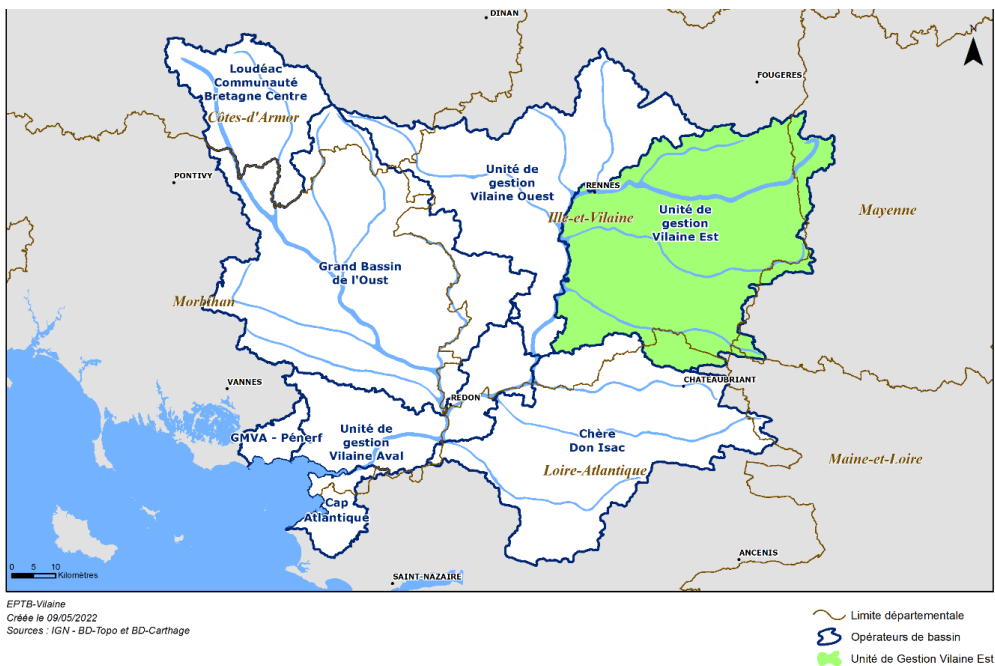 DINAN
N
Loudéac
Communauté
Bretagne Centre
Côtes-d'Armor
FOUGERES
PONTIVY
Unité de
gestion
Vilaine Ouest
RENNES
Ille-et-Vilaine
Unité de
gestion
Vilaine Est
Mayenne
Grand Bassin
de l'Oust
Morbihan
VANNES
REDON
CHATEAUBRIANT
GMVA - Pénerf
Unité de
gestion
Vilaine Aval
Chère
Don Isac
Loire-Atlantique
Maine-et-Loire
Cap
Atlantique
ANCENIS
SAINT-NAZAIRE
0 5 10
Kilomètres
EPTB-Vilaine
Créée le 09/05/2022
Sources : IGN - BD-Topo et BD-Carthage
Limite départementale
Opérateurs de bassin
Unité de Gestion Vilaine Est